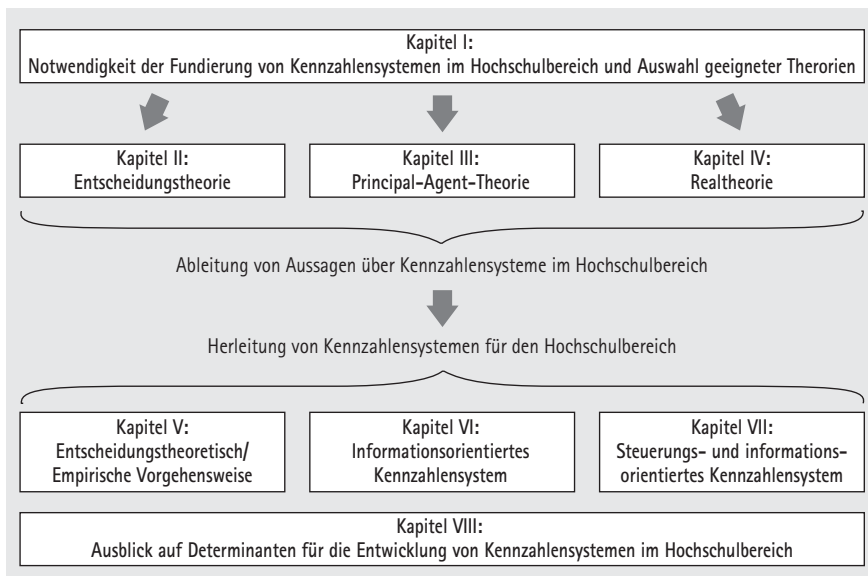 Kapitel I:
Notwendigkeit der Fundierung von Kennzahlensystemen im Hochschulbereich und Auswahl geeigneter Therorien
Kapitel II:
Entscheidungstheorie
Kapitel III:
Principal-Agent-Theorie
Kapitel IV:
Realtheorie
Ableitung von Aussagen über Kennzahlensysteme im Hochschulbereich
Herleitung von Kennzahlensystemen für den Hochschulbereich
Kapitel V:
Entscheidungstheoretisch/
Empirische Vorgehensweise
Kapitel VI:
Informationsorientiertes
Kennzahlensystem
Kapitel VII:
Steuerungs- und informations-
orientiertes Kennzahlensystem
Kapitel VIII:
Ausblick auf Determinanten für die Entwicklung von Kennzahlensystemen im Hochschulbereich